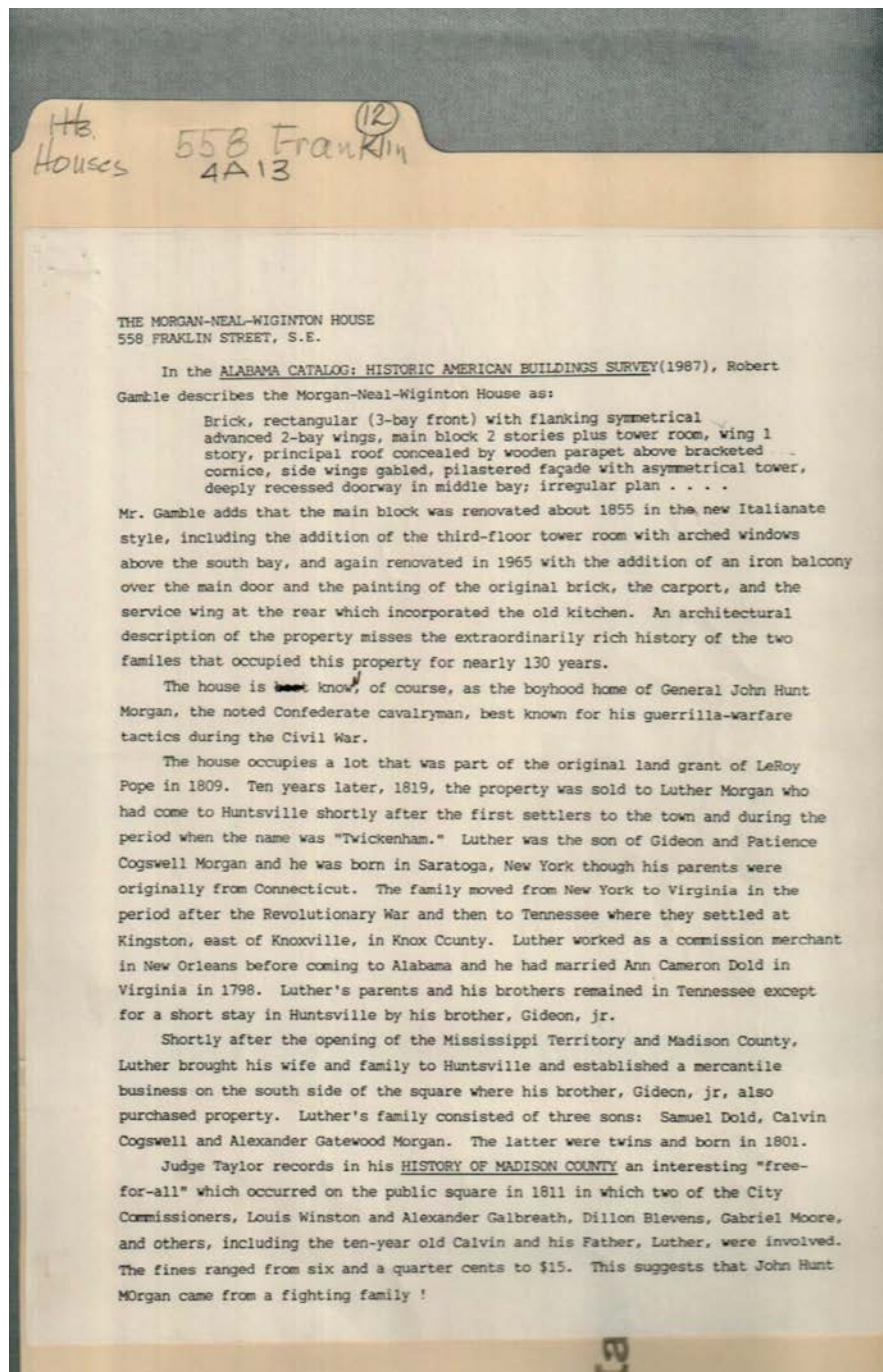 Hb.
Houses
558 Franklin
12
4A13
THE MORGAN-NEAL-WIGINTON HOUSE
558 FRAKLIN STREET, S.E.
In the ALABAMA CATALOG: HISTORIC AMERICAN BUILDINGS SURVEY(1987), Robert
Gamble describes the Morgan-Neal-Wiginton House as:
Brick, rectangular (3-bay front) with flanking symmetrical
advanced 2-bay wings, main block 2 stories plus tower room, wing 1
story, principal roof concealed by wooden parapet above bracketed
cornice, side wings gabled, pilastered façade with asymmetrical tower,
deeply recessed doorway in middle bay; irregular plan . . . .
Mr. Gamble adds that the main block was renovated about 1855 in the new Italianate
style, including the addition of the third-floor tower room with arched windows
above the south bay, and again renovated in 1965 with the addition of an iron balcony
over the main door and the painting of the original brick, the carport, and the
service wing at the rear which incorporated the old kitchen. An architectural
description of the property misses the extraordinarily rich history of the two
familes that occupied this property for nearly 130 years.
The house is best known, of course, as the boyhood home of General John Hunt
Morgan, the noted Confederate cavalryman, best known for his guerrilla-warfare
tactics during the Civil War.
The house occupies a lot that was part of the original land grant of LeRoy
Pope in 1809. Ten years later, 1819, the property was sold to Luther Morgan who
had come to Huntsville shortly after the first settlers to the town and during the
period when the name was "Twickenham." Luther was the son of Gideon and Patience
Cogswell Morgan and he was born in Saratoga, New York though his parents were
originally from Connecticut. The family moved from New York to Virginia in the
period after the Revolutionary War and then to Tennessee where they settled at
Kingston, east of Knoxville, in Knox County. Luther worked as a commission merchant
in New Orleans before coming to Alabama and he had married Ann Cameron Dold in
Virginia in 1798. Luther's parents and his brothers remained in Tennessee except
for a short stay in Huntsville by his brother, Gideon, jr.
Shortly after the opening of the Mississippi Territory and Madison County,
Luther brought his wife and family to Huntsville and established a mercantile
business on the south side of the square where his brother, Gideon, jr, also
purchased property. Luther's family consisted of three sons: Samuel Dold, Calvin
Cogswell and Alexander Gatewood Morgan. The latter were twins and born in 1801.
Judge Taylor records in his HISTORY OF MADISON COUNTY an interesting "free-
for-all" which occurred on the public square in 1811 in which two of the City
Commissioners, Louis Winston and Alexander Galbreath, Dillon Blevens, Gabriel Moore,
and others, including the ten-year old Calvin and his Father, Luther, were involved.
The fines ranged from six and a quarter cents to $15. This suggests that John Hunt
MOrgan came from a fighting family !